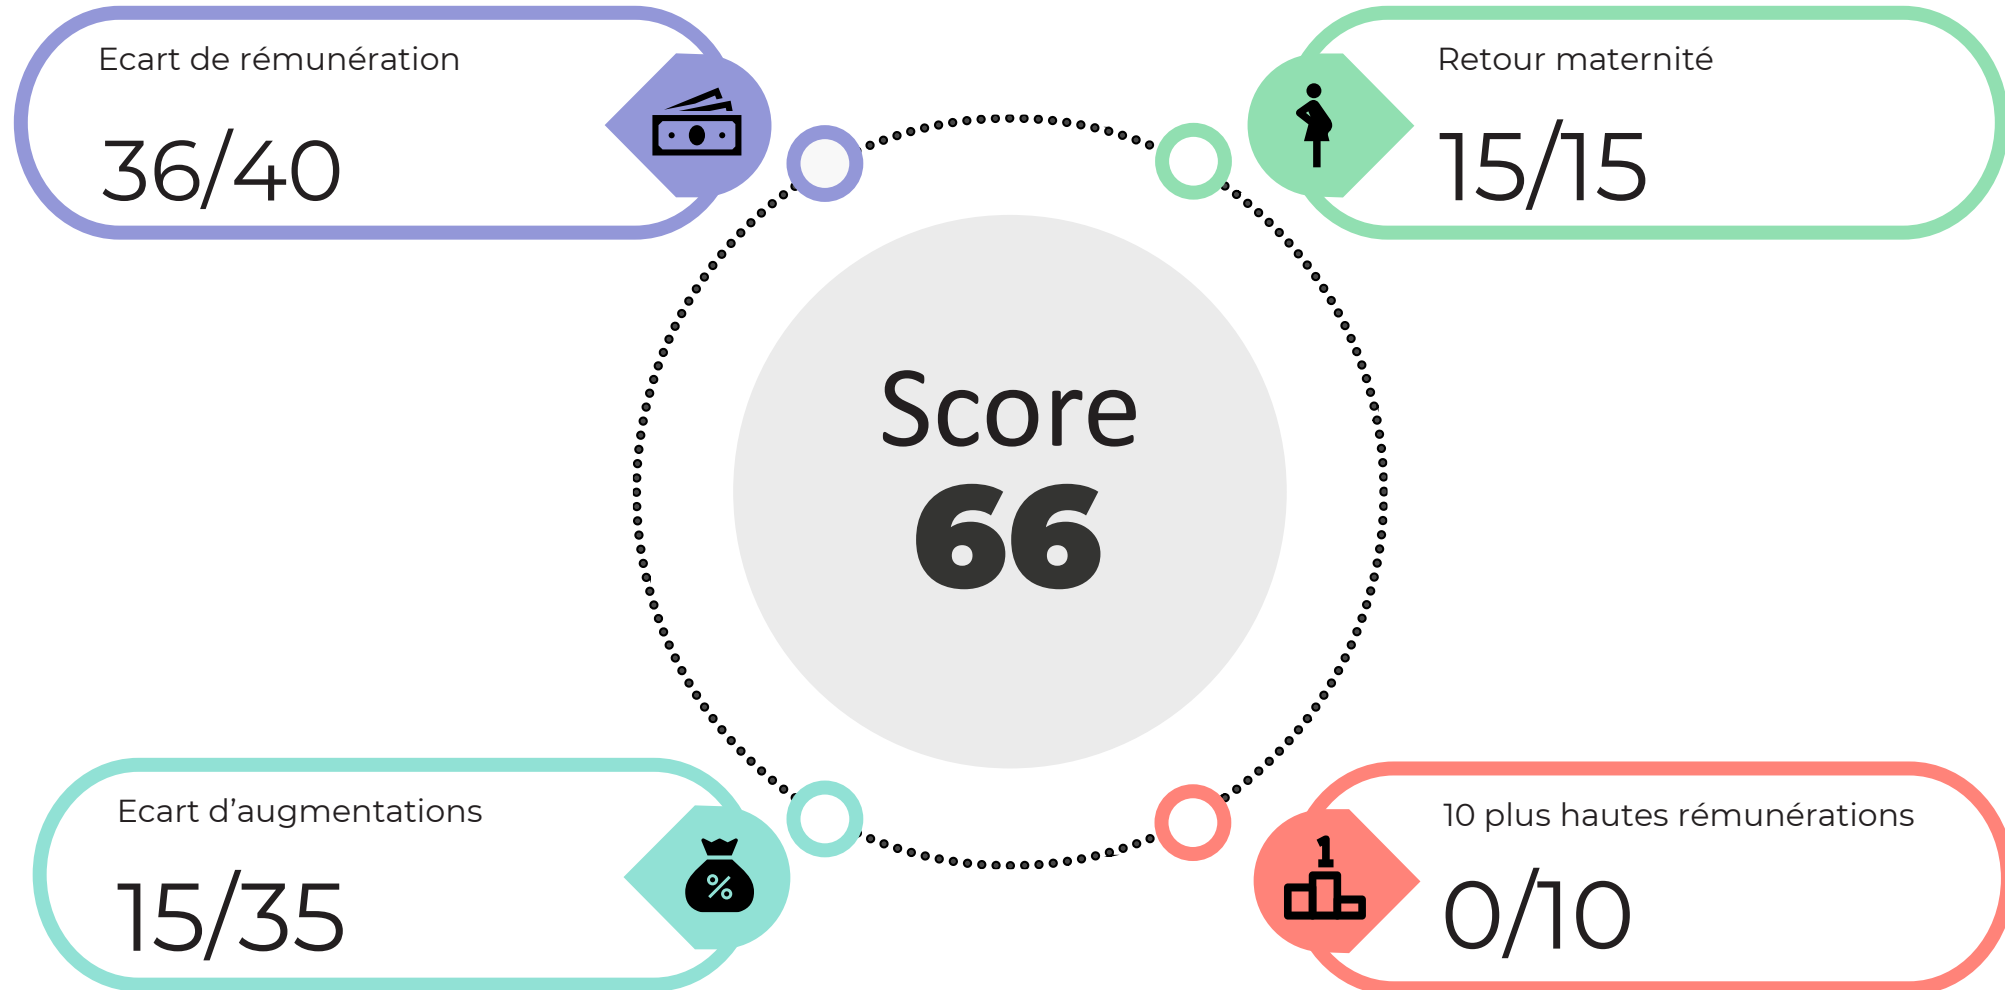 Ecart de rémunération
36/40
Retour maternité
15/15
Score
66
Ecart d’augmentations
15/35
%
10 plus hautes rémunérations
0/10
1